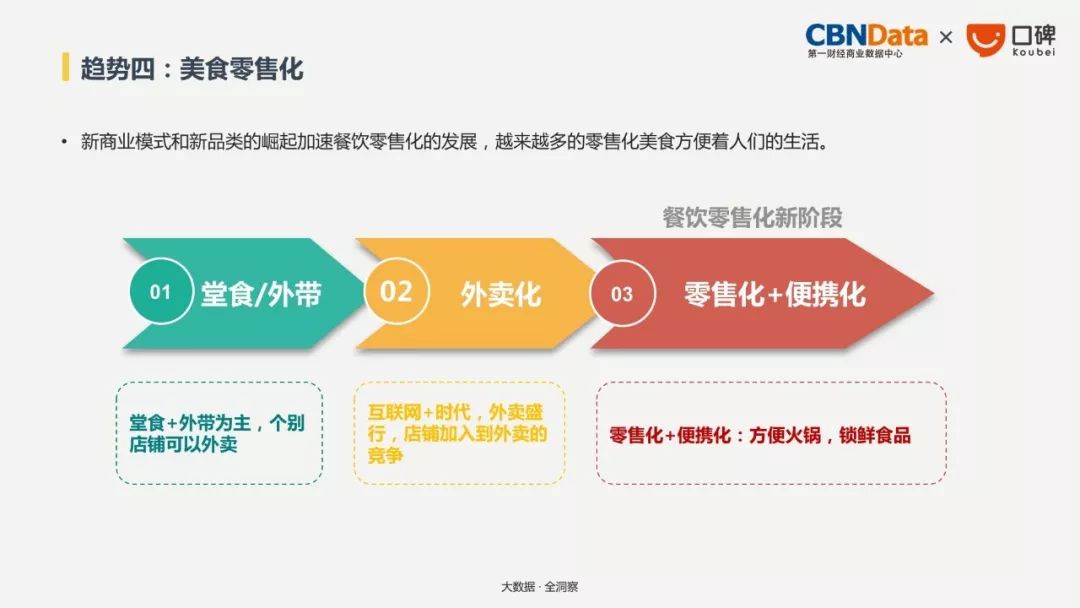 CBNData × 口碑
第一财经商业数据中心 Koubei
趋势四：美食零售化
• 新商业模式和新品类的崛起加速餐饮零售化的发展，越来越多的零售化美食方便着人们的生活。
餐饮零售化新阶段
01 堂食/外带
02 外卖化
03 零售化+便携化
堂食+外带为主，个别
店铺可以外卖
互联网+时代，外卖盛
行，店铺加入到外卖的
竞争
零售化+便携化：方便火锅，锁鲜食品
大数据·全洞察